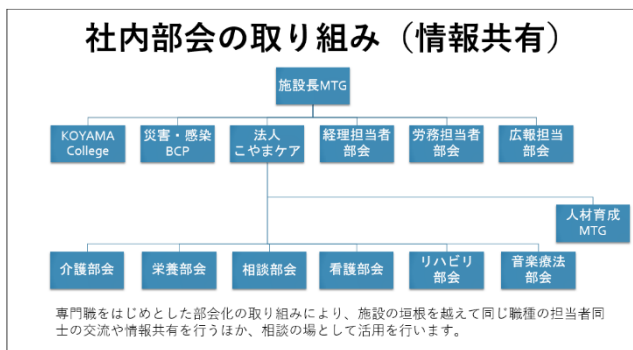 社内部会の取り組み（情報共有）
施設長MTG
KOYAMA
College
災害・感染
BCP
法人
こやまケア
経理担当者
部会
労務担当者
部会
広報担当
部会
人材育成
MTG
介護部会
栄養部会
相談部会
看護部会
リハビリ
部会
音楽療法
部会
専門職をはじめとした部会化の取り組みにより、施設の垣根を越えて同じ職種の担当者同
士の交流や情報共有を行うほか、相談の場として活用を行います。